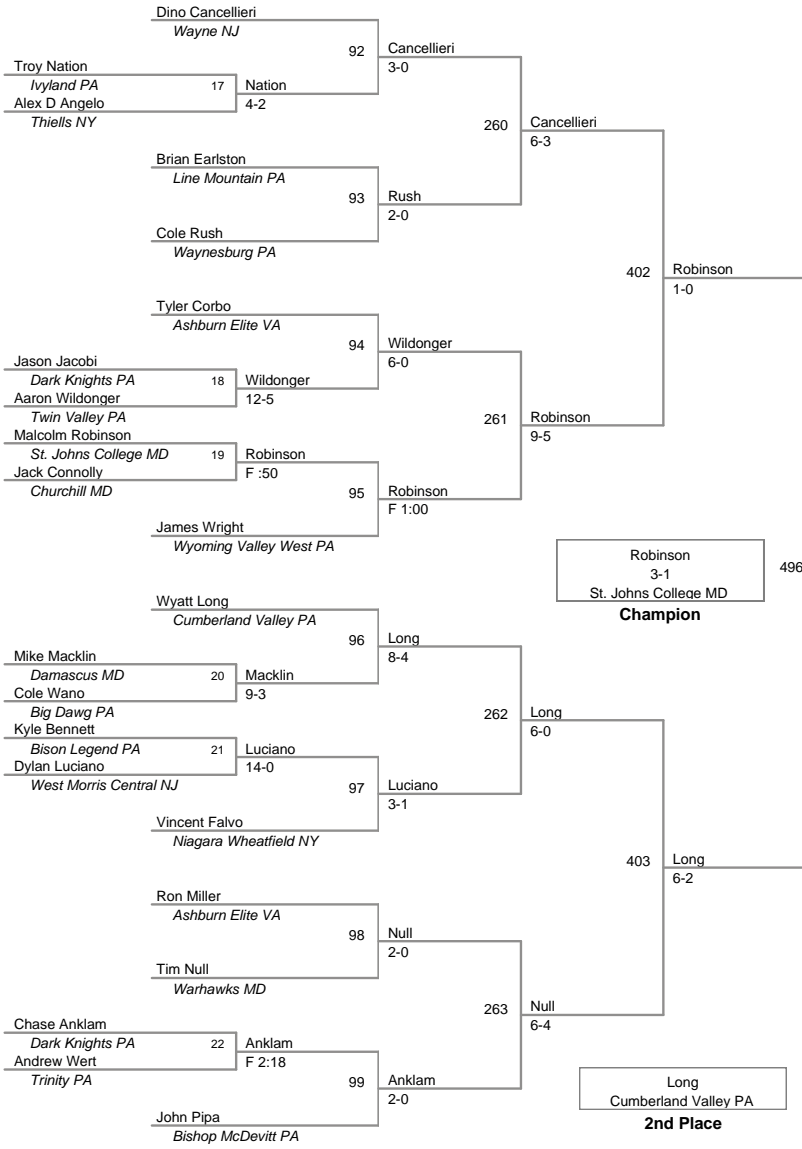 Dino Cancellieri
Wayne NJ
92
Cancellieri
3-0
Troy Nation
Ivyland PA
17
Nation
4-2
Alex D Angelo
Thiells NY
260
Cancellieri
6-3
Brian Earlston
Line Mountain PA
93
Rush
2-0
Cole Rush
Waynesburg PA
402
Robinson
1-0
Tyler Corbo
Ashburn Elite VA
94
Wildonger
6-0
Jason Jacobi
Dark Knights PA
18
Wildonger
12-5
Aaron Wildonger
Twin Valley PA
261
Robinson
9-5
Malcolm Robinson
St. Johns College MD
19
Robinson
F :50
Jack Connolly
Churchill MD
95
Robinson
F 1:00
James Wright
Wyoming Valley West PA
Robinson
3-1
St. Johns College MD
Champion
496
Wyatt Long
Cumberland Valley PA
96
Long
8-4
Mike Macklin
Damascus MD
20
Macklin
9-3
Cole Wano
Big Dawg PA
262
Long
6-0
Kyle Bennett
Bison Legend PA
21
Luciano
14-0
Dylan Luciano
West Morris Central NJ
97
Luciano
3-1
Vincent Falvo
Niagara Wheatfield NY
403
Long
6-2
Ron Miller
Ashburn Elite VA
98
Null
2-0
Tim Null
Warhawks MD
263
Null
6-4
Chase Anklam
Dark Knights PA
22
Anklam
F 2:18
Andrew Wert
Trinity PA
99
Anklam
2-0
John Pipa
Bishop McDevitt PA
Long
Cumberland Valley PA
2nd Place